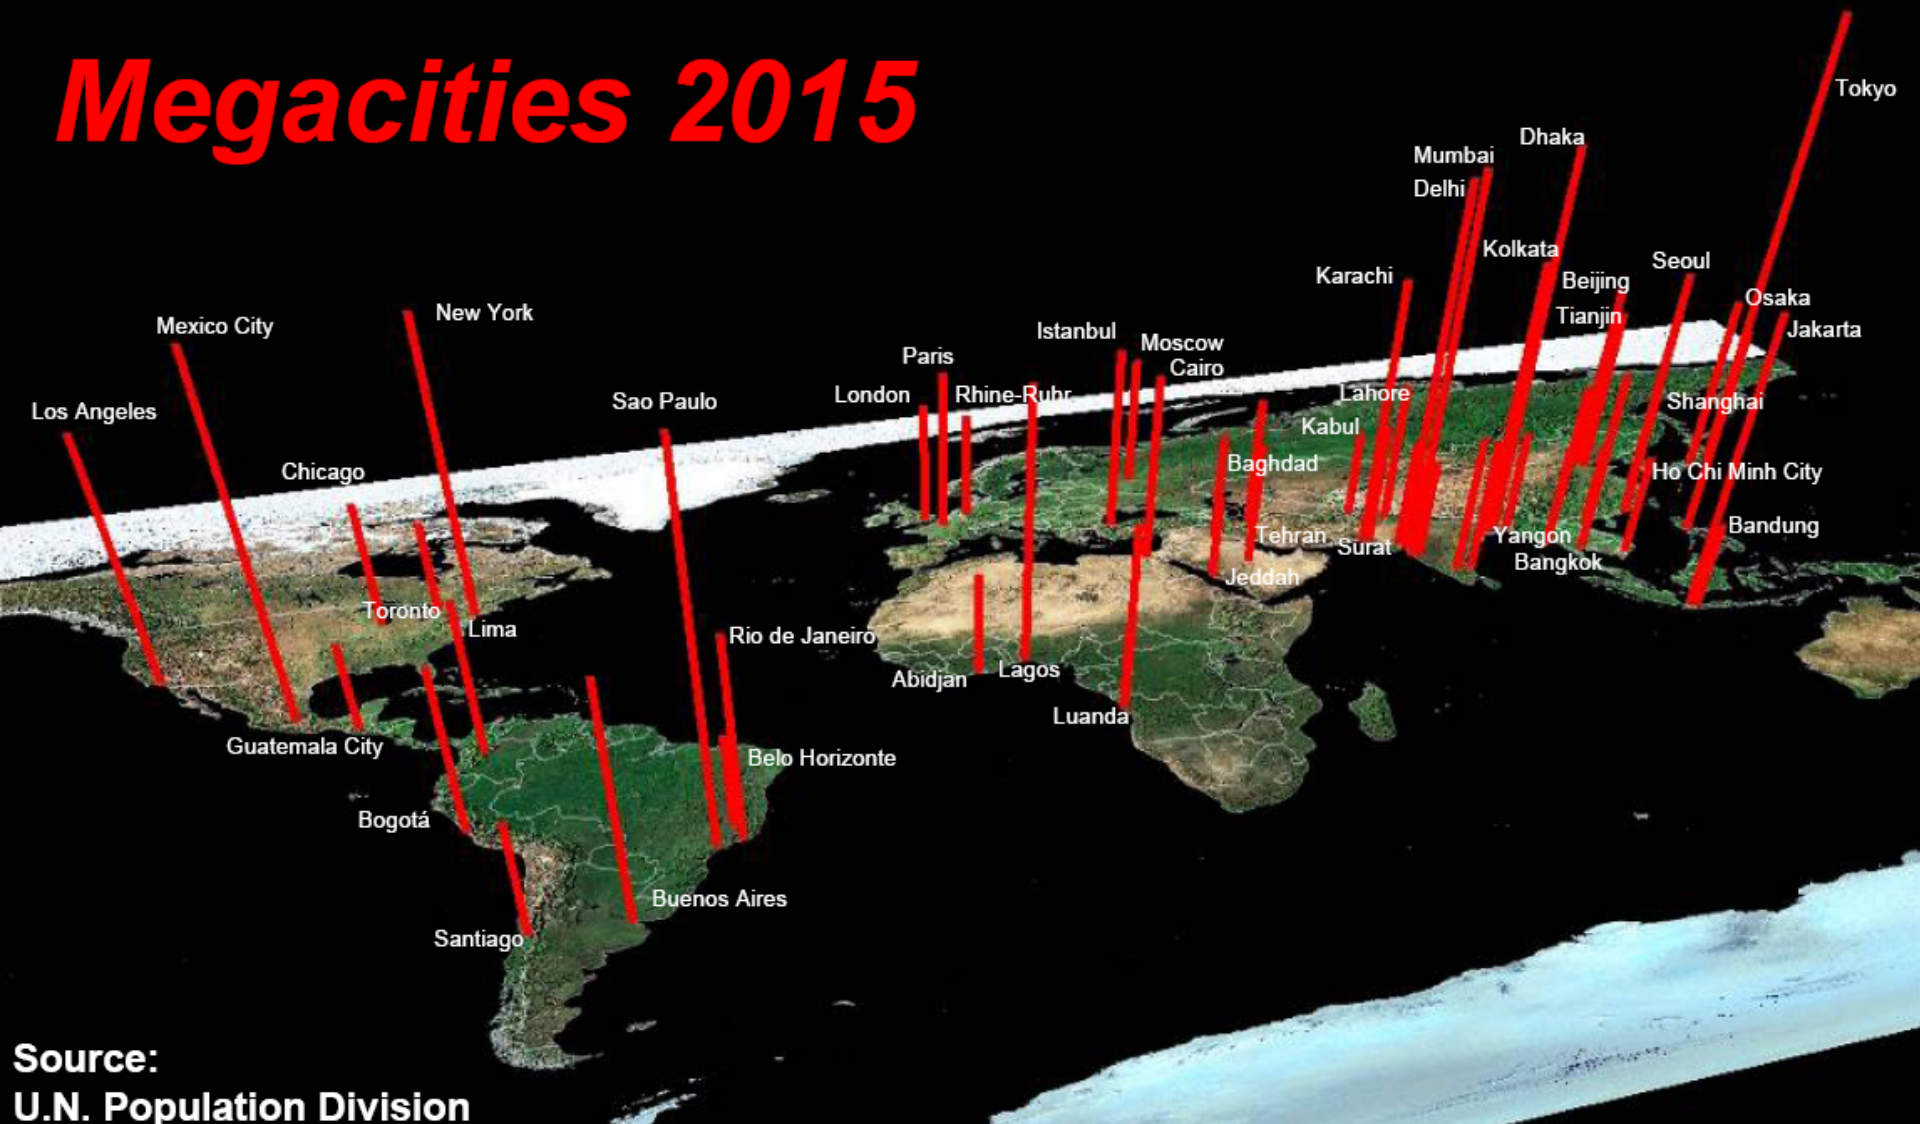 Megacities 2015
Tokyo
Dhaka
Mumbai
Delhi
Kolkata
Seoul
Karachi
Beijing
Osaka
New York
Tianjin
Mexico City
Istanbul
Jakarta
Moscow
Paris
Cairo
London
Rhine-Ruhr
Lahore
Sao Paulo
Shanghai
Los Angeles
Kabul
Baghdad
Chicago
Ho Chi Minh City
Bandung
Tehran
Yangon
Surat
Bangkok
Jeddah
Toronto
Lima
Rio de Janeiro
Lagos
Abidjan
Luanda
Guatemala City
Belo Horizonte
Bogotá
Buenos Aires
Santiago
Source:
U.N. Population Division